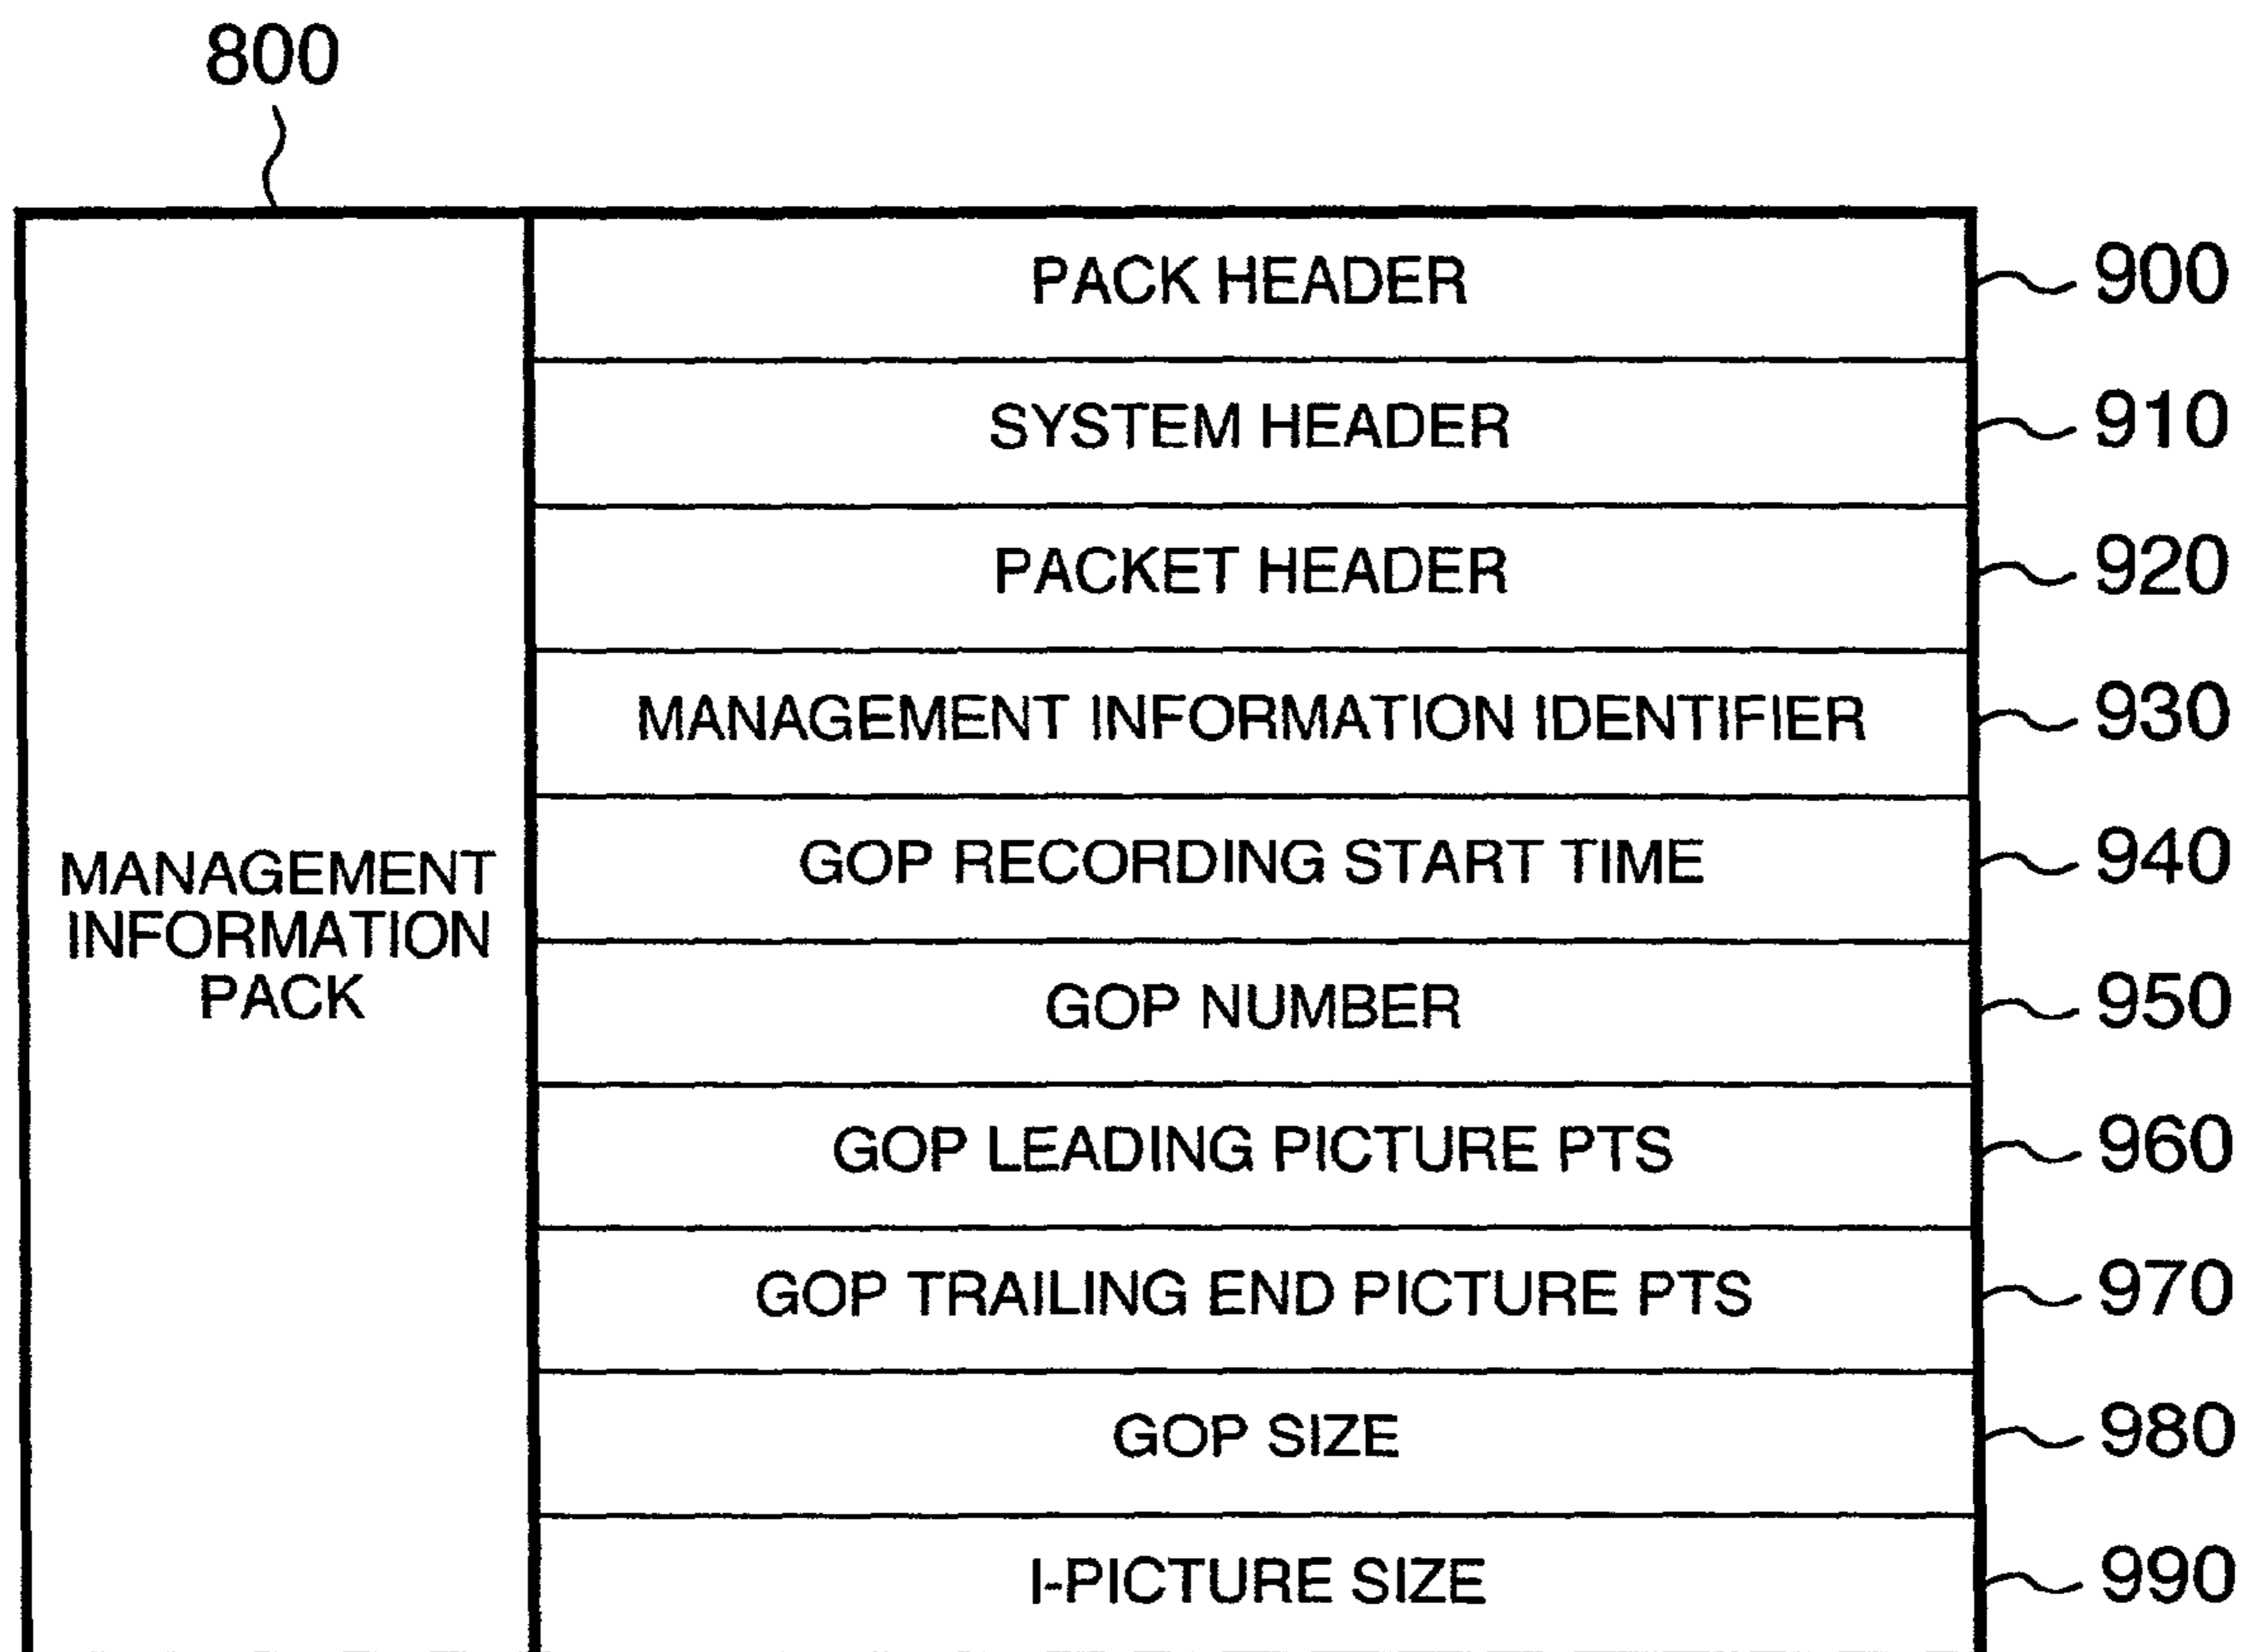 800
PACK HEADER 900
SYSTEM HEADER 910
PACKET HEADER 920
MANAGEMENT INFORMATION IDENTIFIER 930
GOP RECORDING START TIME 940
MANAGEMENT
INFORMATION
PACK
GOP NUMBER 950
GOP LEADING PICTURE PTS 960
GOP TRAILING END PICTURE PTS 970
GOP SIZE 980
I-PICTURE SIZE 990